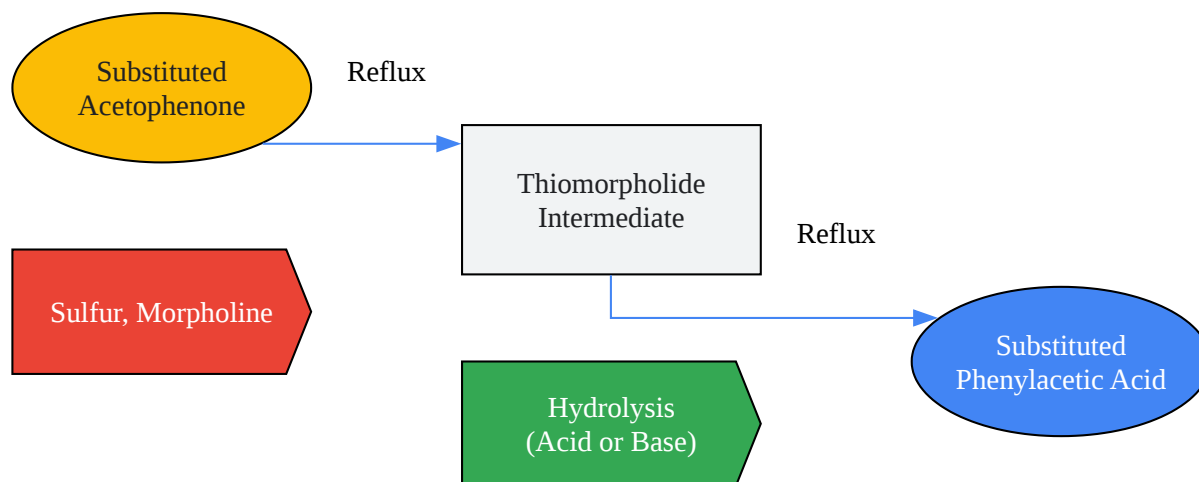 Substituted
Acetophenone
Reflux
Thiomorpholide
Intermediate
Reflux
Sulfur, Morpholine
Substituted
Phenylacetic Acid
Hydrolysis
(Acid or Base)